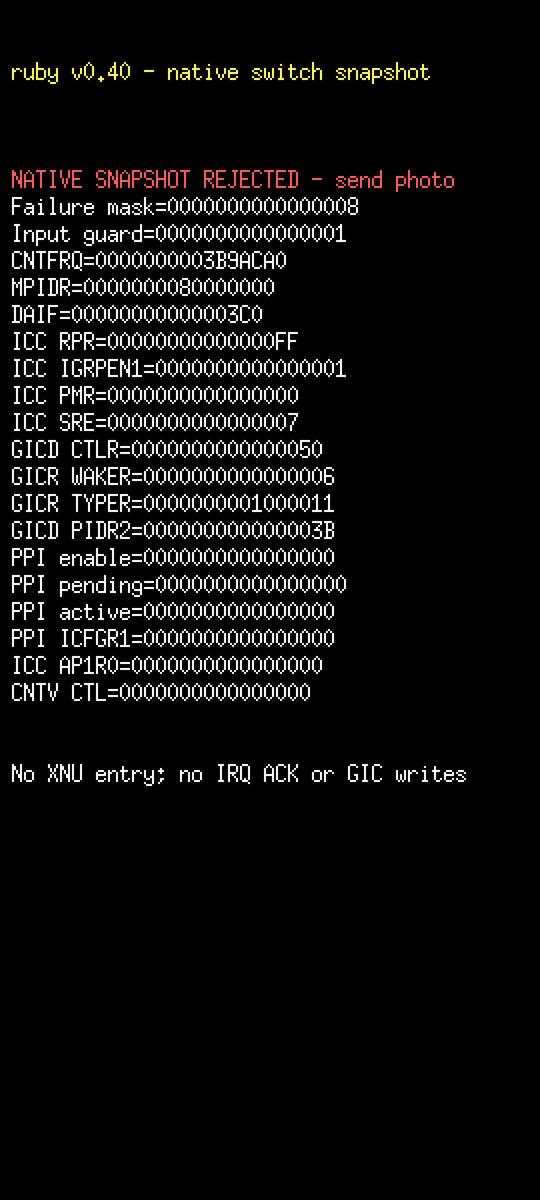 ruby v0.40 - native switch snapshot
NATIVE SNAPSHOT REJECTED - send photo
Failure mask=0000000000000008
Input guard=0000000000000001
CNTFRQ=0000000003B9ACA0
MPIDR=0000000080000000
DAIF=00000000000003C0
ICC RPR=00000000000000FF
ICC IGRPEN1=0000000000000001
ICC PMR=0000000000000000
ICC SRE=0000000000000007
GICD CTLR=0000000000000050
GICR WAKER=0000000000000006
GICR TYPER=0000000001000011
GICD PIDR2=000000000000003B
PPI enable=0000000000000000
PPI pending=0000000000000000
PPI active=0000000000000000
PPI ICFGR1=0000000000000000
ICC AP1R0=0000000000000000
CNTV CTL=0000000000000000
No XNU entry; no IRQ ACK or GIC writes